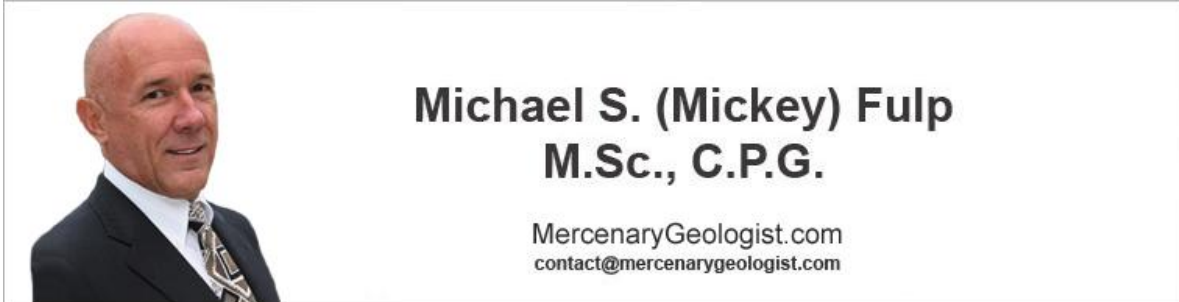 Michael S. (Mickey) Fulp
M.Sc., C.P.G.
MercenaryGeologist.com
contact@mercenarygeologist.com